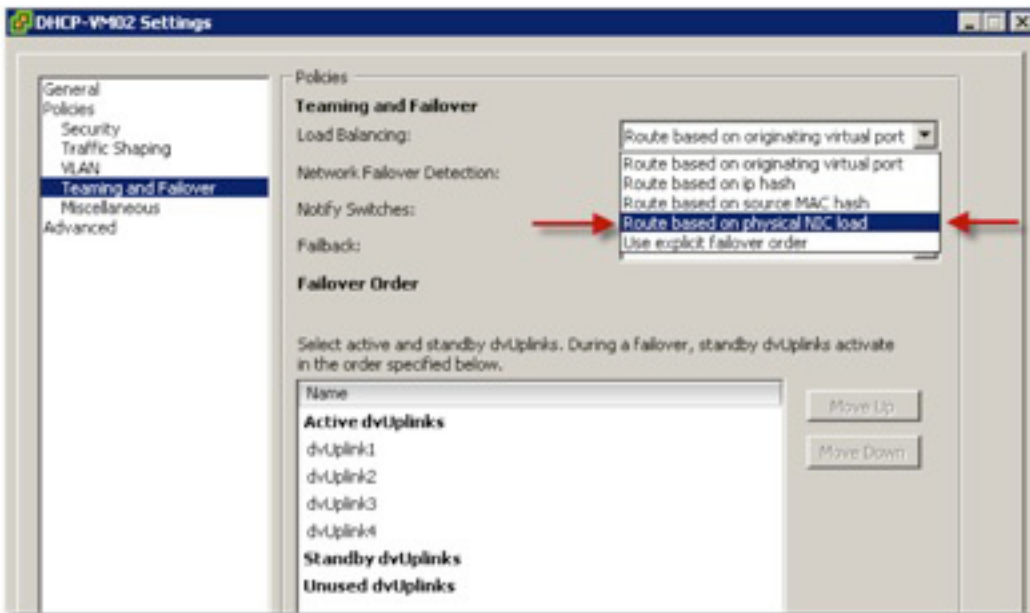 DHCP-VM02 Settings
General
Policies
Security
Traffic Shaping
VLAN
Teaming and Failover
Miscellaneous
Advanced
Policies
Teaming and Failover
Load Balancing:
Route based on originating virtual port
Route based on originating virtual port
Route based on ip hash
Route based on source MAC hash
Route based on physical NIC load
Use explicit failover order
Network Failover Detection:
Notify Switches:
Failback:
Failover Order
Select active and standby dvUplinks. During a failover, standby dvUplinks activate
in the order specified below.
Name
Active dvUplinks
dvUplink1
dvUplink2
dvUplink3
dvUplink4
Standby dvUplinks
Unused dvUplinks
Move Up
Move Down